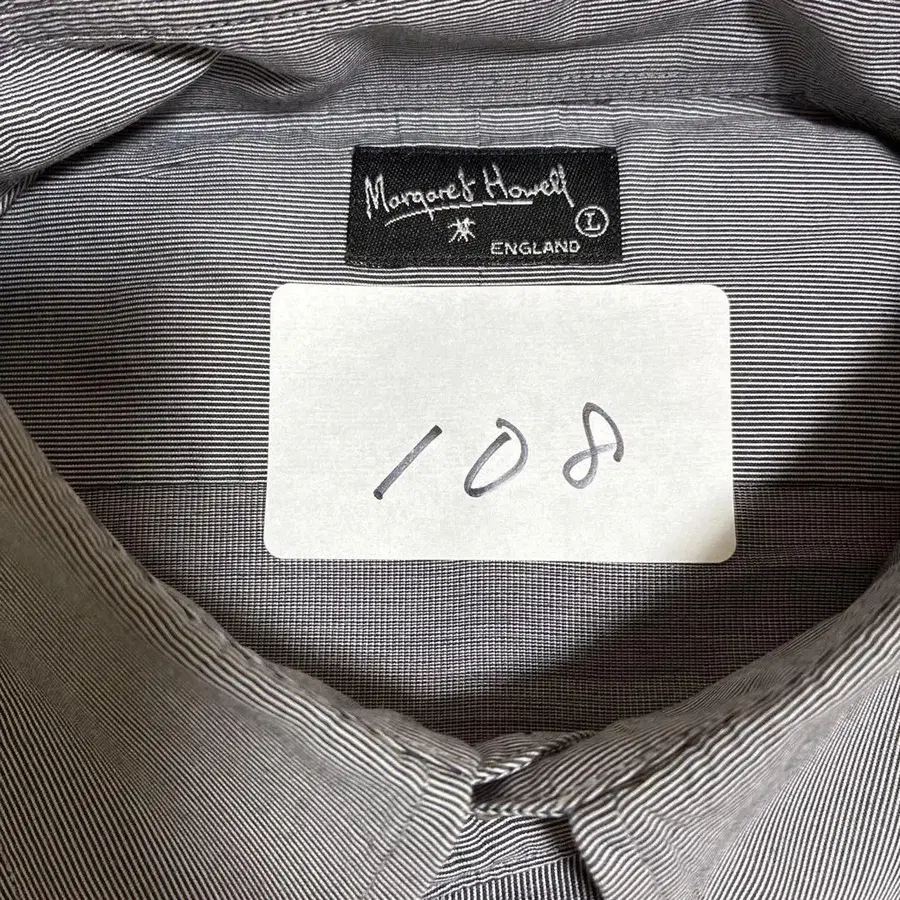 Margaret Howell
ENGLAND
L
108